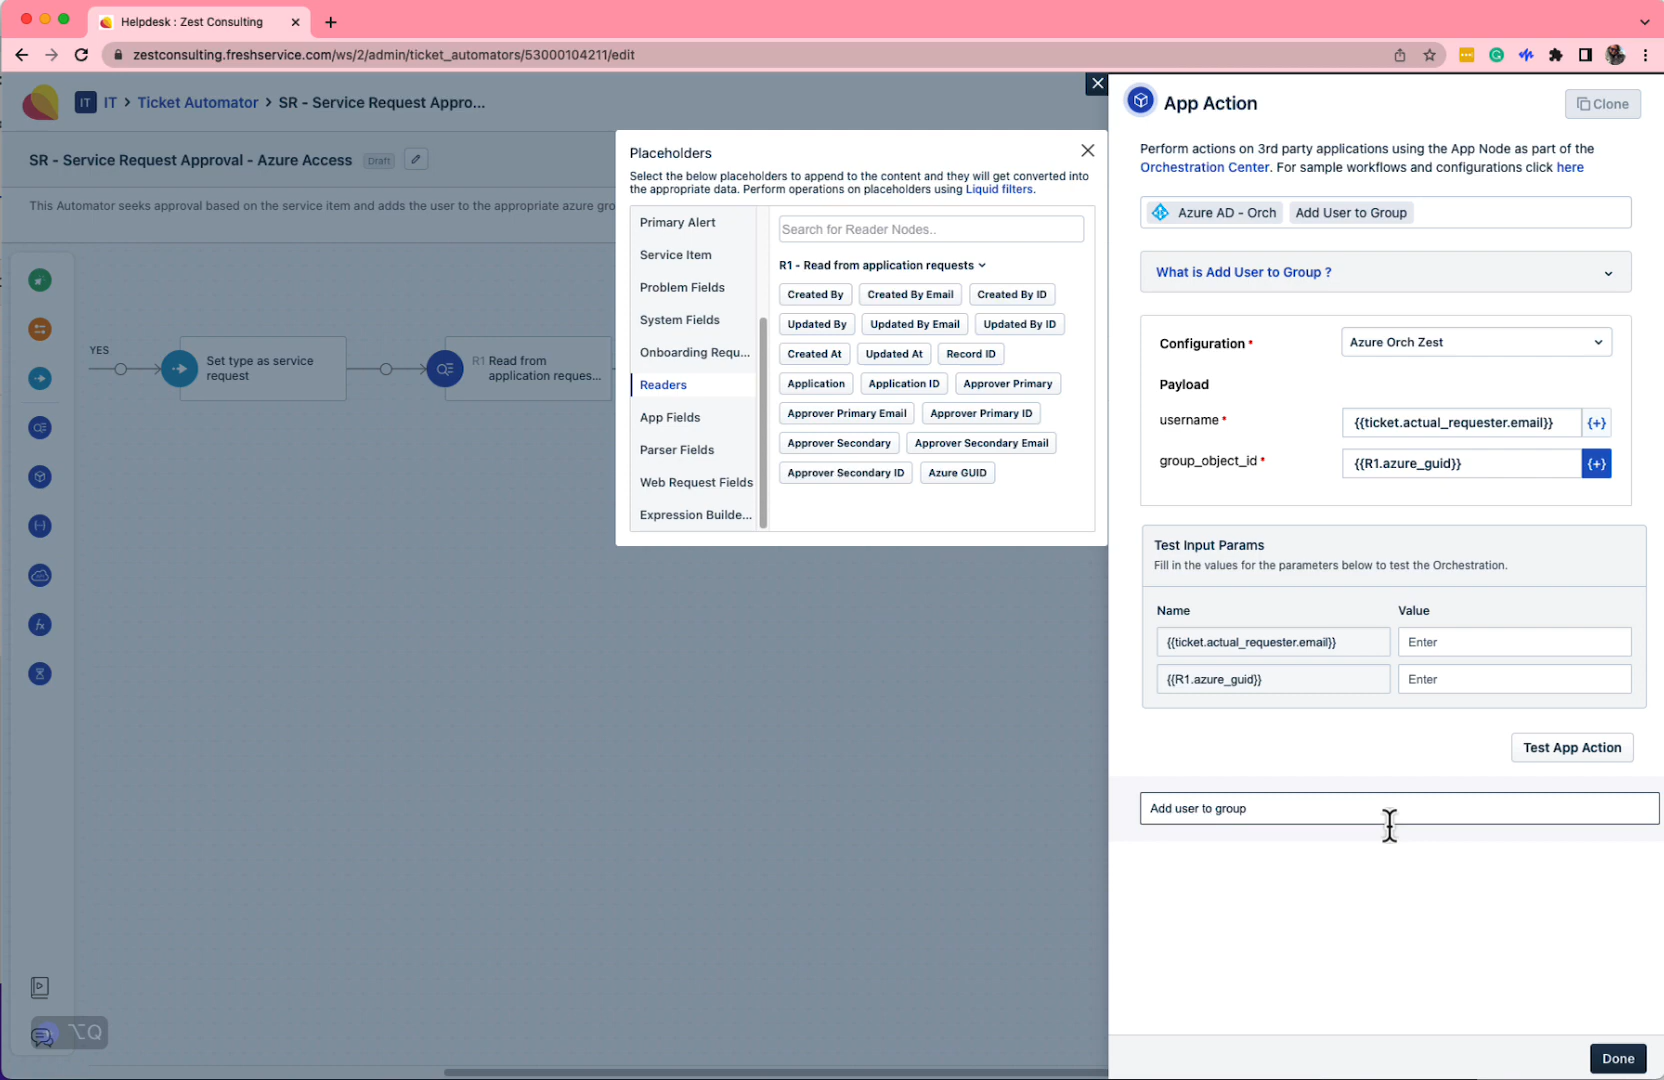 Helpdesk : Zest Consulting
zestconsulting.freshservice.com/ws/2/admin/ticket_automators/53000104211/edit
IT IT > Ticket Automator > SR - Service Request Appro...
SR - Service Request Approval - Azure Access Draft
This Automator seeks approval based on the service item and adds the user to the appropriate azure gro
YES
Set type as service
request
R1 Read from
application reques...
⌥Q
Placeholders
Select the below placeholders to append to the content and they will get converted into
the appropriate data. Perform operations on placeholders using Liquid filters.
Primary Alert
Service Item
Problem Fields
System Fields
Onboarding Requ...
Readers
App Fields
Parser Fields
Web Request Fields
Expression Builde...
Search for Reader Nodes..
R1 - Read from application requests
Created By Created By Email Created By ID
Updated By Updated By Email Updated By ID
Created At Updated At Record ID
Application Application ID Approver Primary
Approver Primary Email Approver Primary ID
Approver Secondary Approver Secondary Email
Approver Secondary ID Azure GUID
App Action
Clone
Perform actions on 3rd party applications using the App Node as part of the
Orchestration Center. For sample workflows and configurations click here
Azure AD - Orch Add User to Group
What is Add User to Group ?
Configuration * Azure Orch Zest
Payload
username * {{ticket.actual_requester.email}} {+}
group_object_id * {{R1.azure_guid}} {+}
Test Input Params
Fill in the values for the parameters below to test the Orchestration.
Name Value
{{ticket.actual_requester.email}} Enter
{{R1.azure_guid}} Enter
Test App Action
Add user to group
Done